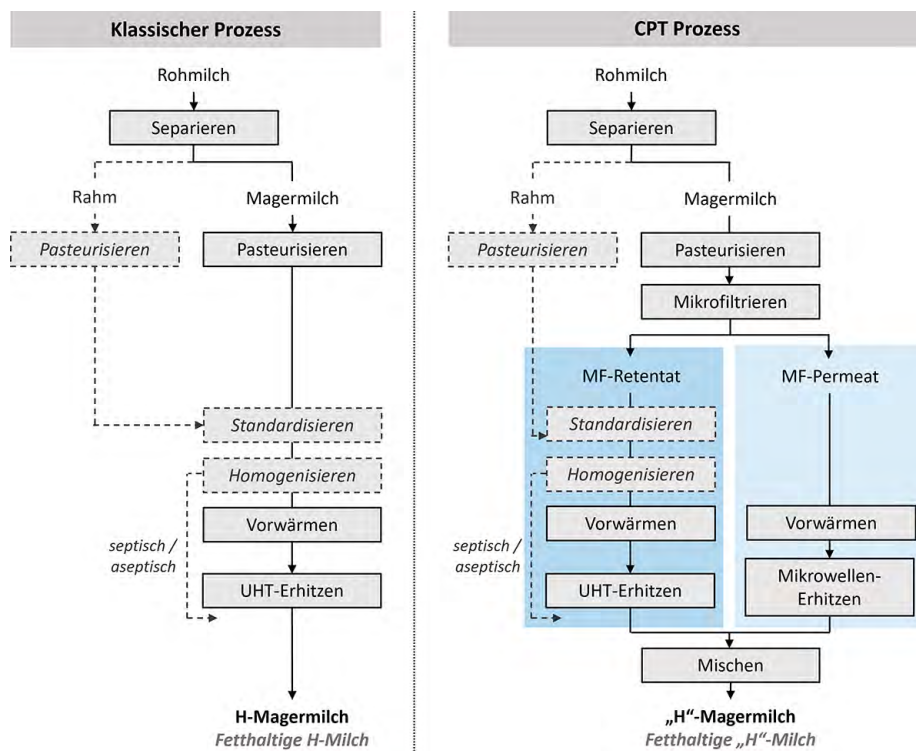 Klassischer Prozess
Rohmilch
Separieren
Rahm
Magermilch
Pasteurisieren
Pasteurisieren
Standardisieren
Homogenisieren
septisch /
aseptisch
Vorwärmen
UHT-Erhitzen
H-Magermilch
Fetthaltige H-Milch
CPT Prozess
Rohmilch
Separieren
Rahm
Magermilch
Pasteurisieren
Pasteurisieren
Mikrofiltrieren
MF-Retentat
MF-Permeat
Standardisieren
Homogenisieren
septisch /
aseptisch
Vorwärmen
Vorwärmen
UHT-Erhitzen
Mikrowellen-
Erhitzen
Mischen
„H“-Magermilch
Fetthaltige „H“-Milch